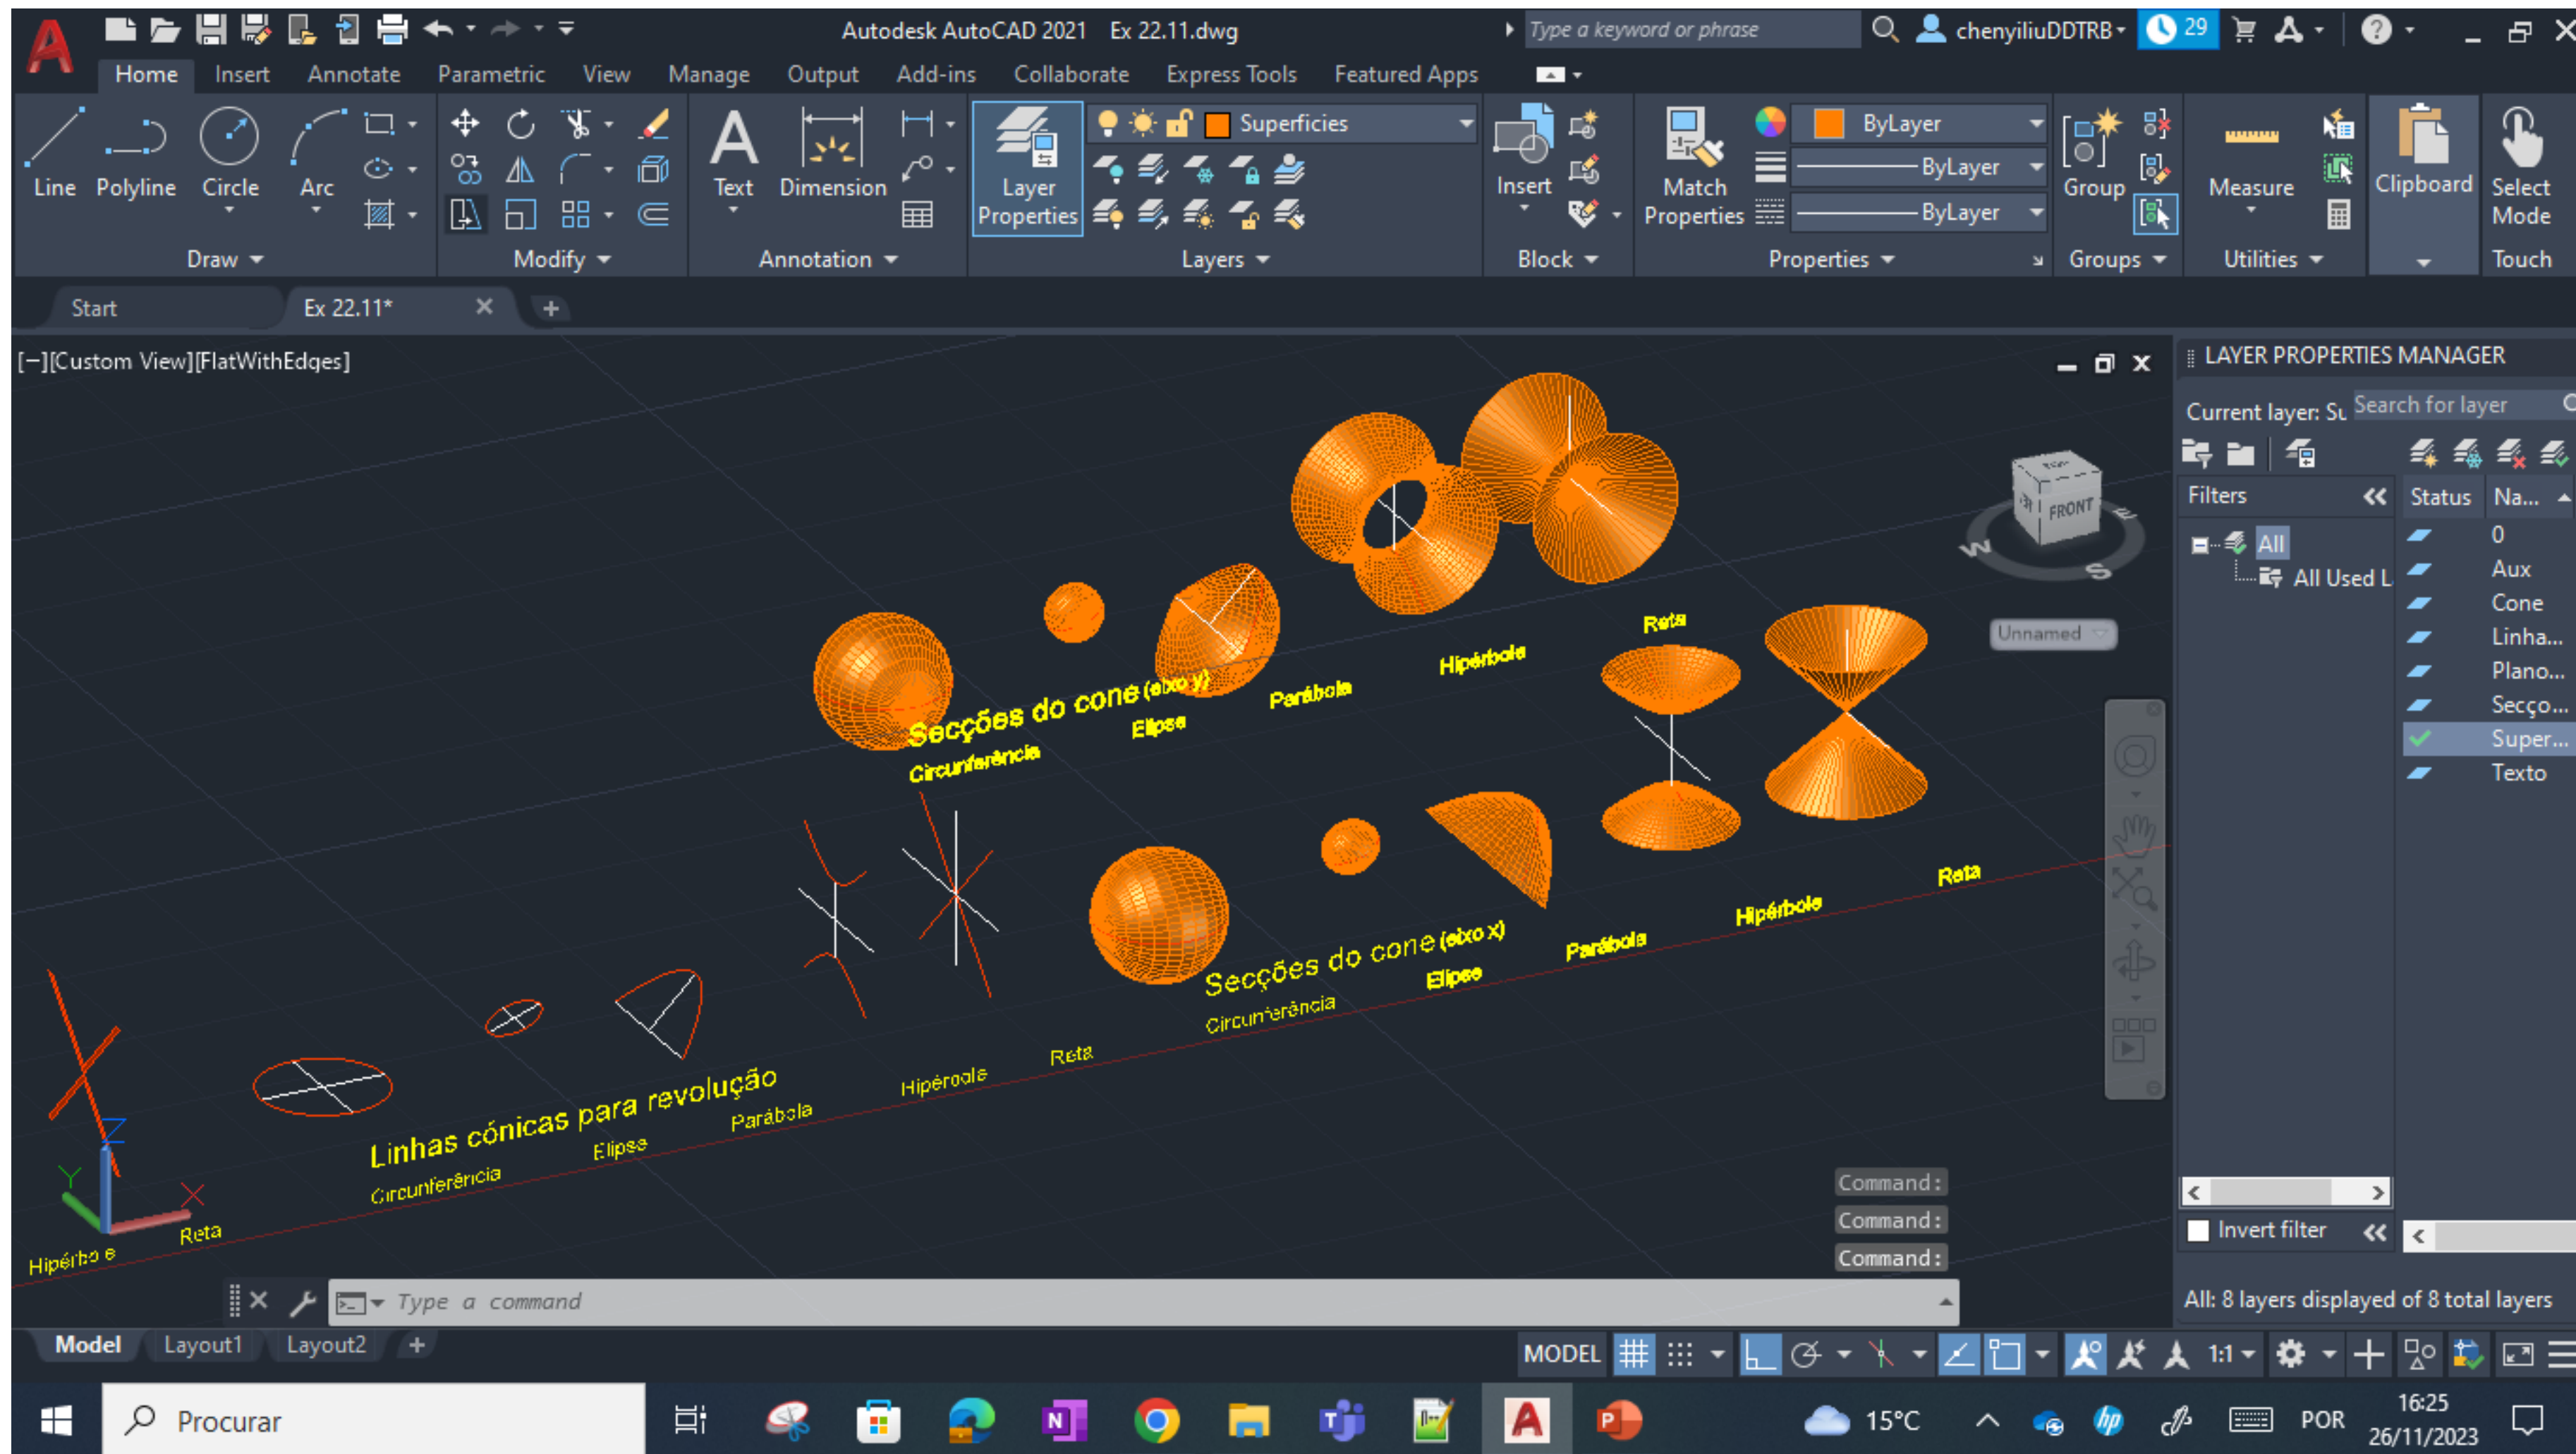 Autodesk AutoCAD 2021 Ex 22.11.dwg
Type a keyword or phrase
chenyiliuDDTRB
29
Home Insert Annotate Parametric View Manage Output Add-ins Collaborate Express Tools Featured Apps
Line Polyline Circle Arc
Draw
Modify
Text Dimension
Annotation
Layer Properties
Superficies
Layers
Insert
Block
Match Properties
ByLayer
ByLayer
ByLayer
Properties
Group
Groups
Measure
Utilities
Clipboard
Select Mode
Touch
Start
Ex 22.11*
[−][Custom View][FlatWithEdges]
FRONT
W
S
E
Unnamed
Reta
Hipérbole
Parábola
Elipse
Secções do cone (eixo y)
Circunferência
Reta
Hipérbole
Parábola
Elipse
Secções do cone (eixo x)
Circunferência
Reta
Parábola
Elipse
Linhas cónicas para revolução
Circunferência
Z
Y
X
Reta
LAYER PROPERTIES MANAGER
Current layer: Su
Search for layer
Filters
Status Na...
All
All Used L
0
Aux
Cone
Linha...
Plano...
Secço...
Super...
Texto
Invert filter
All: 8 layers displayed of 8 total layers
Command:
Command:
Command:
Type a command
Model Layout1 Layout2
MODEL
1:1
Procurar
15°C
POR
16:25
26/11/2023